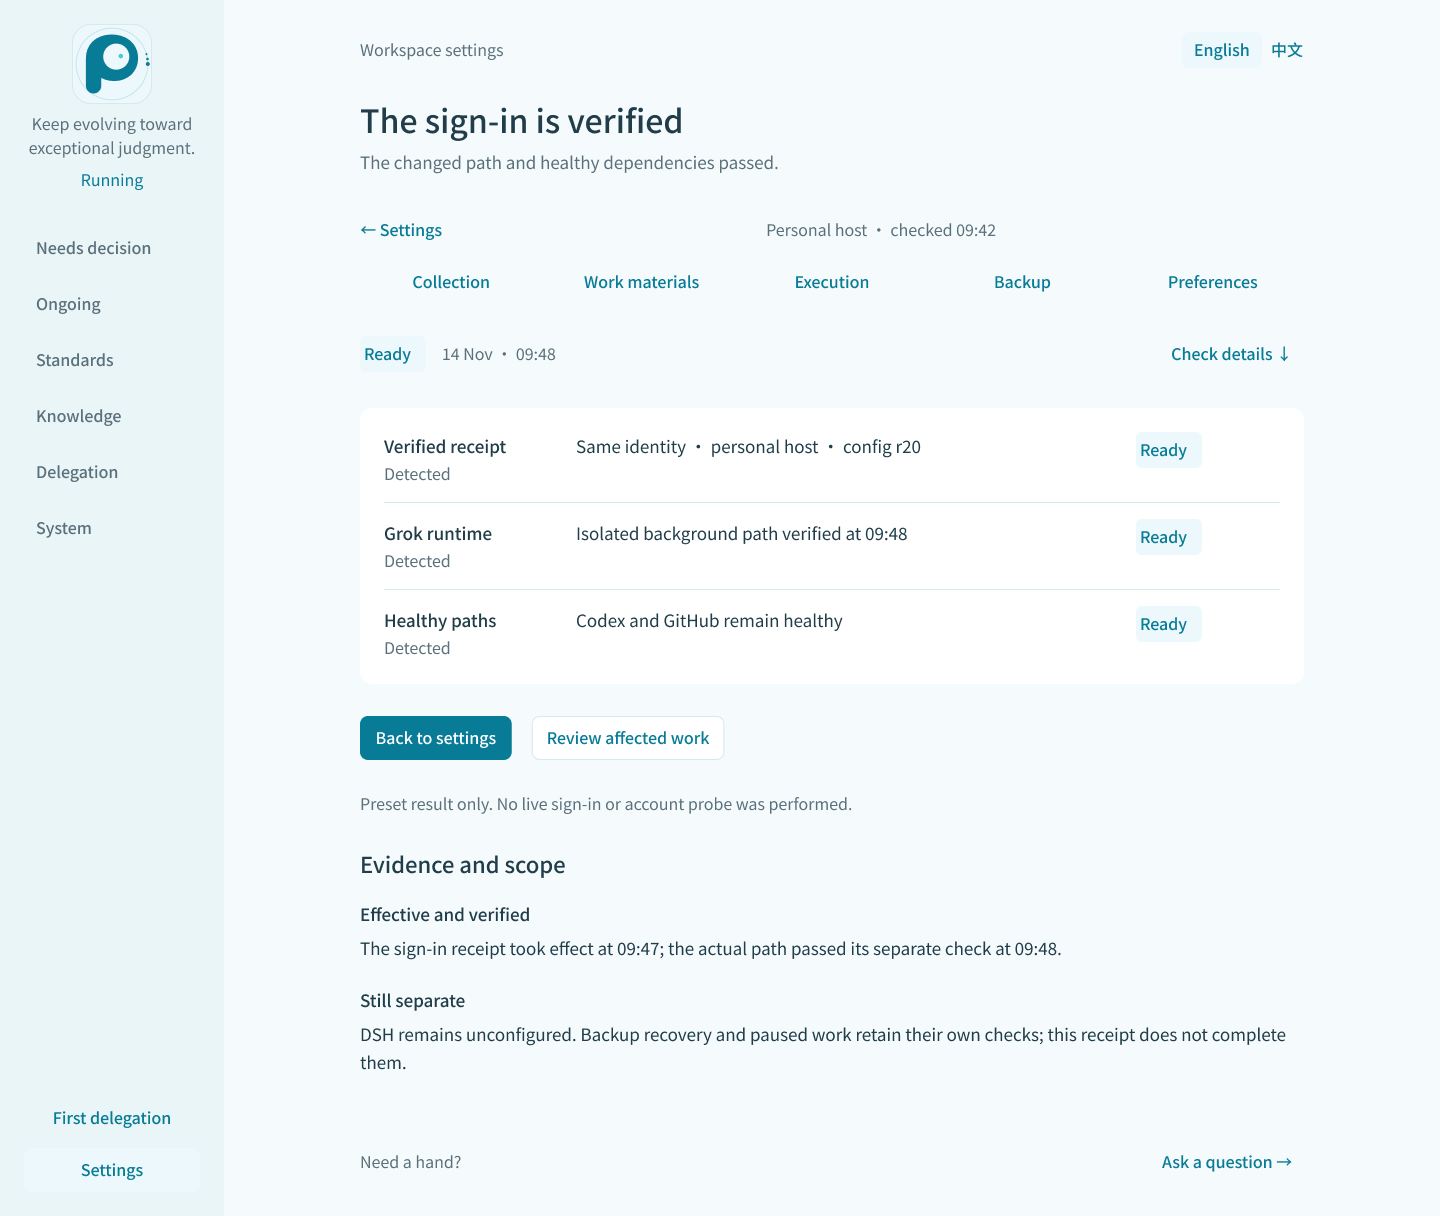 Keep evolving toward
exceptional judgment.
Running
Needs decision
Ongoing
Standards
Knowledge
Delegation
System
First delegation
Settings
Workspace settings
English 中文
The sign-in is verified
The changed path and healthy dependencies passed.
← Settings
Personal host • checked 09:42
Collection Work materials Execution Backup Preferences
Ready 14 Nov • 09:48 Check details ↓
Verified receipt Same identity • personal host • config r20 Ready
Detected
Grok runtime Isolated background path verified at 09:48 Ready
Detected
Healthy paths Codex and GitHub remain healthy Ready
Detected
Back to settings Review affected work
Preset result only. No live sign-in or account probe was performed.
Evidence and scope
Effective and verified
The sign-in receipt took effect at 09:47; the actual path passed its separate check at 09:48.
Still separate
DSH remains unconfigured. Backup recovery and paused work retain their own checks; this receipt does not complete
them.
Need a hand? Ask a question →